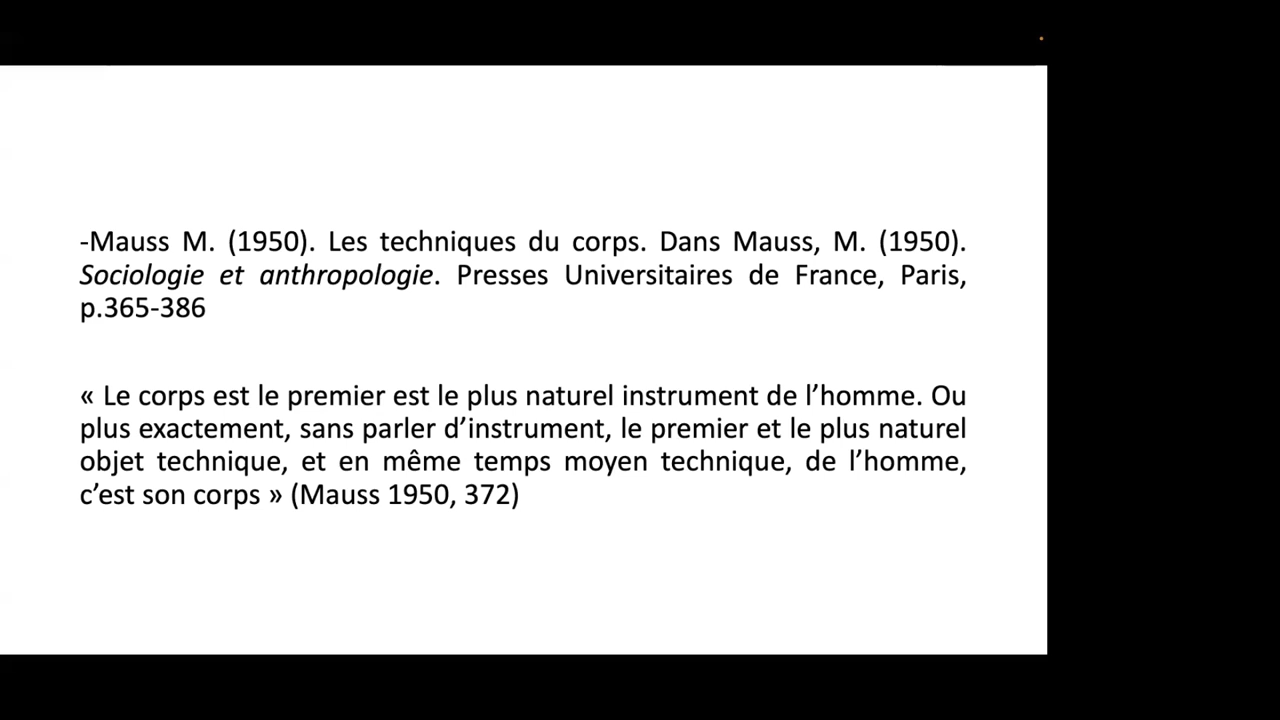 -Mauss M. (1950). Les techniques du corps. Dans Mauss, M. (1950).
Sociologie et anthropologie. Presses Universitaires de France, Paris,
p.365-386
« Le corps est le premier est le plus naturel instrument de l’homme. Ou
plus exactement, sans parler d’instrument, le premier et le plus naturel
objet technique, et en même temps moyen technique, de l’homme,
c’est son corps » (Mauss 1950, 372)